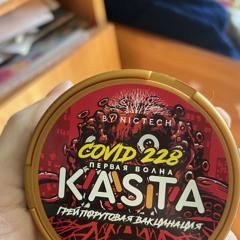 BY NICTECH
COVID 228
ПЕРВАЯ ВОЛНА
KASTA
ГРЕЙПФРУТОВАЯ ВАКЦИНАЦИЯ